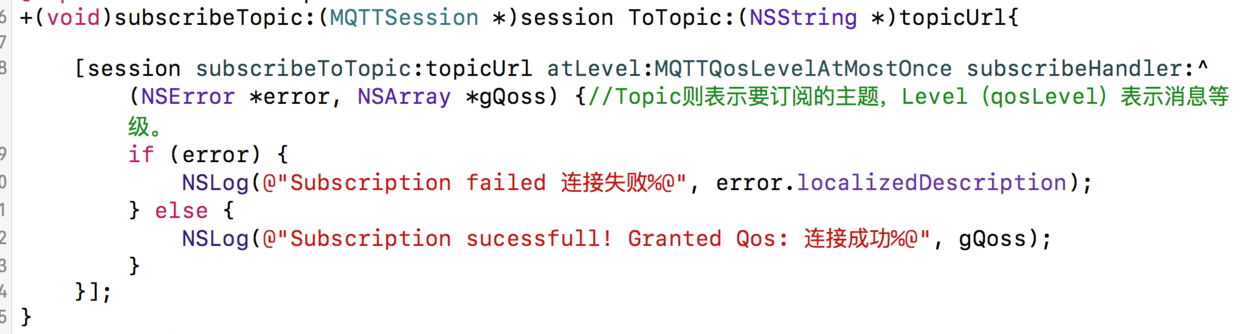 6 +(void)subscribeTopic:(MQTTSession *)session ToTopic:(NSString *)topicUrl{
7
8 [session subscribeToTopic:topicUrl atLevel:MQTTQosLevelAtMostOnce subscribeHandler:^
(NSError *error, NSArray *gQoss) {//Topic则表示要订阅的主题，Level（qosLevel）表示消息等
级。
9 if (error) {
0 NSLog(@"Subscription failed 连接失败%@", error.localizedDescription);
1 } else {
2 NSLog(@"Subscription sucessfull! Granted Qos: 连接成功%@", gQoss);
3 }
4 }];
5 }